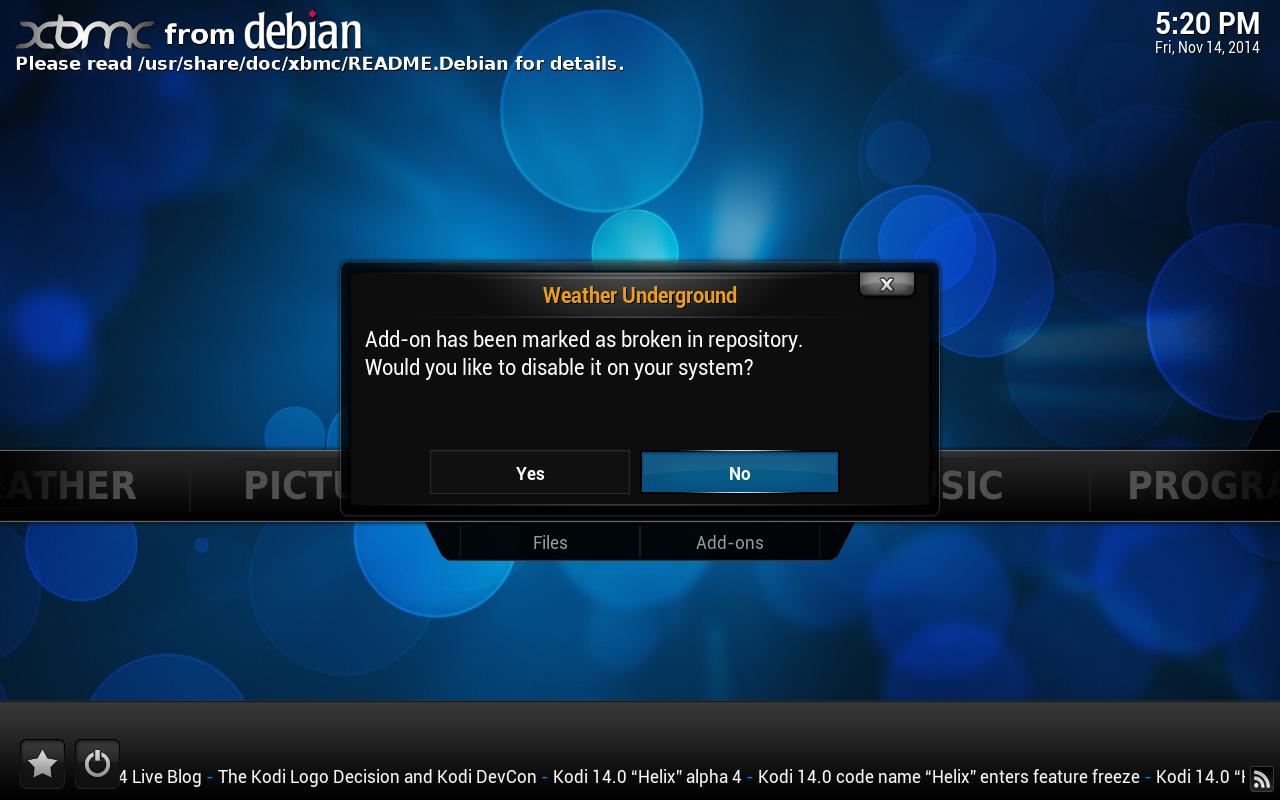 xbmc from debian
Please read /usr/share/doc/xbmc/README.Debian for details.
5:20 PM
Fri, Nov 14, 2014
Weather Underground
X
Add-on has been marked as broken in repository.
Would you like to disable it on your system?
Yes
No
EATHER
PICTU
SIC
PROGRA
Files
Add-ons
4 Live Blog - The Kodi Logo Decision and Kodi DevCon - Kodi 14.0 “Helix” alpha 4 - Kodi 14.0 code name “Helix” enters feature freeze - Kodi 14.0 “H